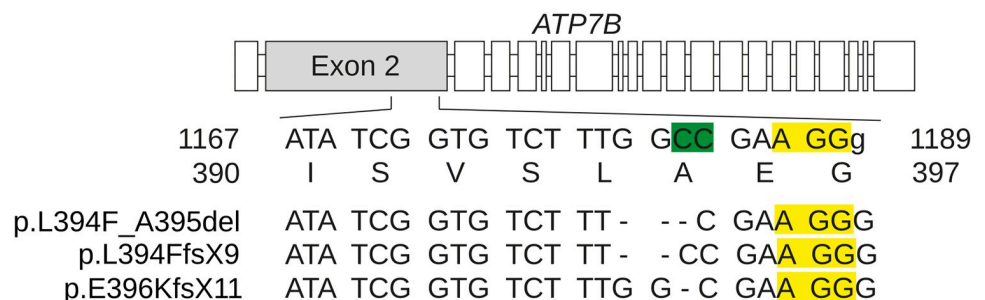 ATP7B
Exon 2
1167 ATA TCG GTG TCT TTG GCC GAA GGg 1189
390 I S V S L A E G 397
p.L394F_A395del ATA TCG GTG TCT TT- --C GAA GGG
p.L394FfsX9 ATA TCG GTG TCT TT- -CC GAA GGG
p.E396KfsX11 ATA TCG GTG TCT TTG G-C GAA GGG